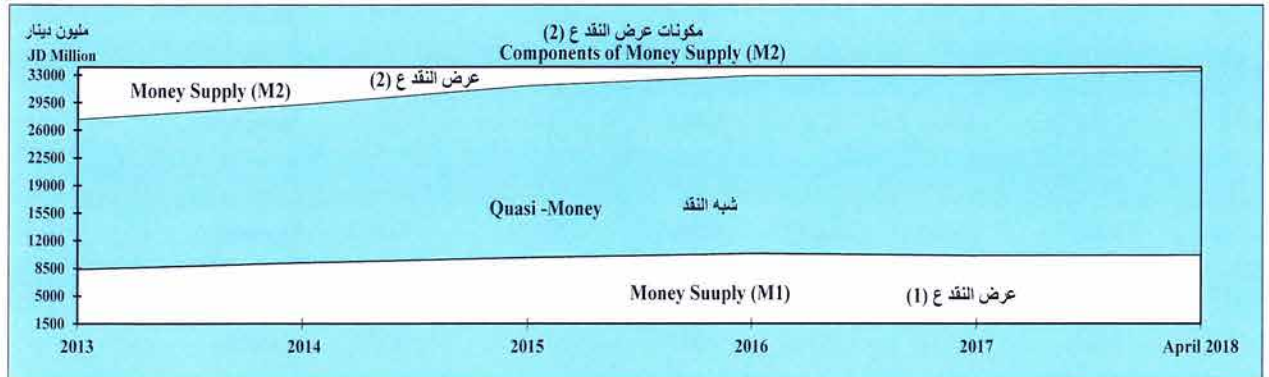 مكونات عرض النقد ع (2)
Components of Money Supply (M2)
مليون دينار
JD Million
33000
29500
26000
22500
19000
15500
12000
8500
5000
1500
Money Supply (M2) عرض النقد ع (2)
Quasi -Money شبه النقد
Money Suuply (M1) عرض النقد ع (1)
2013 2014 2015 2016 2017 April 2018